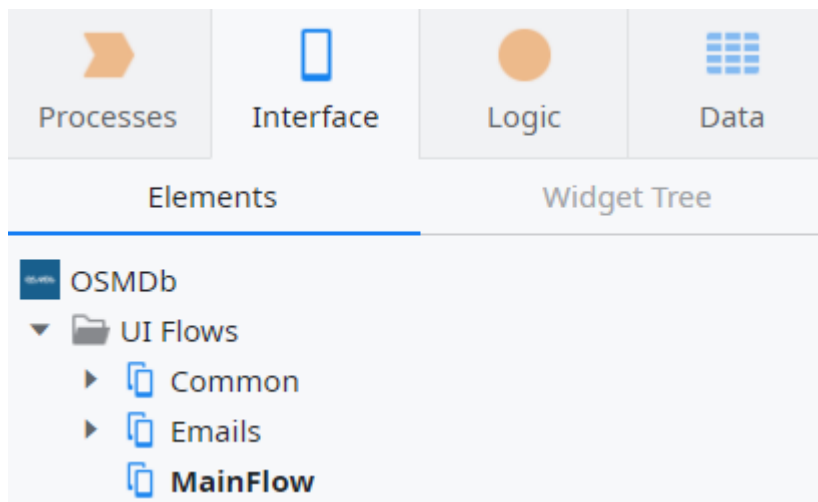 Processes Interface Logic Data
Elements Widget Tree
OSMDb
UI Flows
Common
Emails
MainFlow